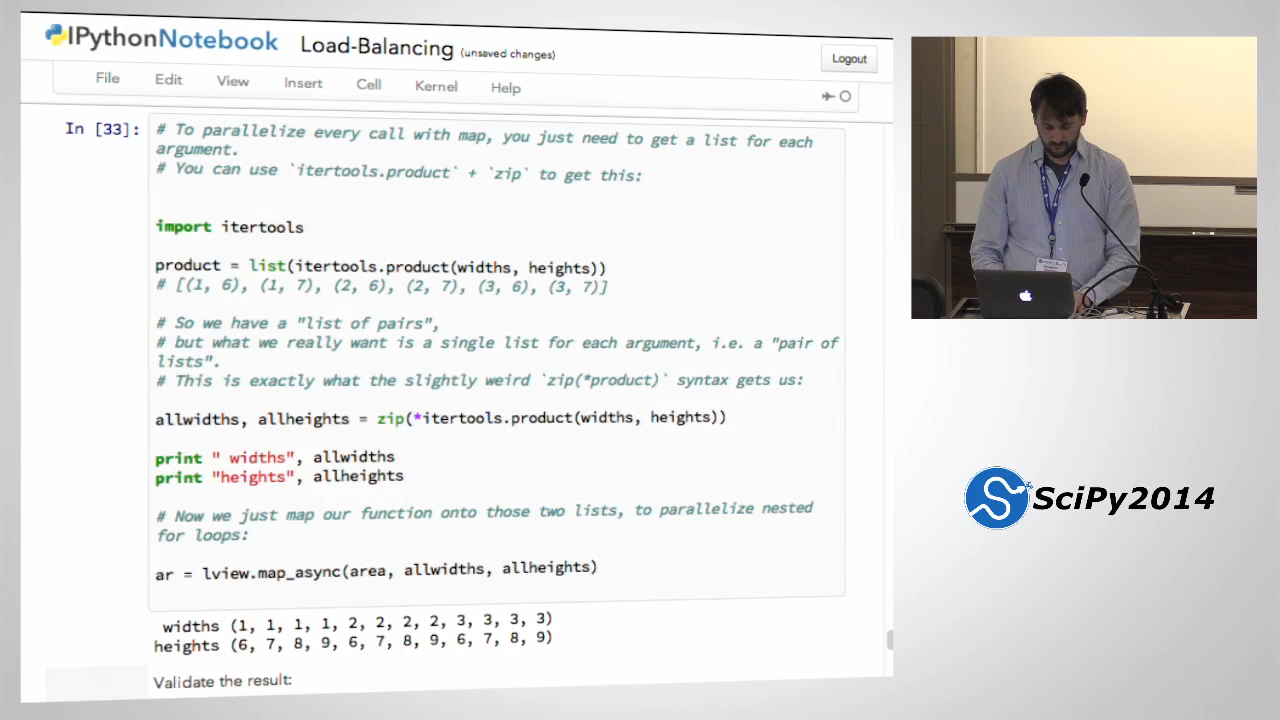 IPythonNotebook Load-Balancing (unsaved changes) Logout
File Edit View Insert Cell Kernel Help
In [33]:
# To parallelize every call with map, you just need to get a list for each
argument.
# You can use `itertools.product` + `zip` to get this:
import itertools
product = list(itertools.product(widths, heights))
# [(1, 6), (1, 7), (2, 6), (2, 7), (3, 6), (3, 7)]
# So we have a "list of pairs",
# but what we really want is a single list for each argument, i.e. a "pair of
lists".
# This is exactly what the slightly weird `zip(*product)` syntax gets us:
allwidths, allheights = zip(*itertools.product(widths, heights))
print " widths", allwidths
print "heights", allheights
# Now we just map our function onto those two lists, to parallelize nested
for loops:
ar = lview.map_async(area, allwidths, allheights)
widths (1, 1, 1, 1, 2, 2, 2, 2, 3, 3, 3, 3)
heights (6, 7, 8, 9, 6, 7, 8, 9, 6, 7, 8, 9)
Validate the result:
SciPy2014